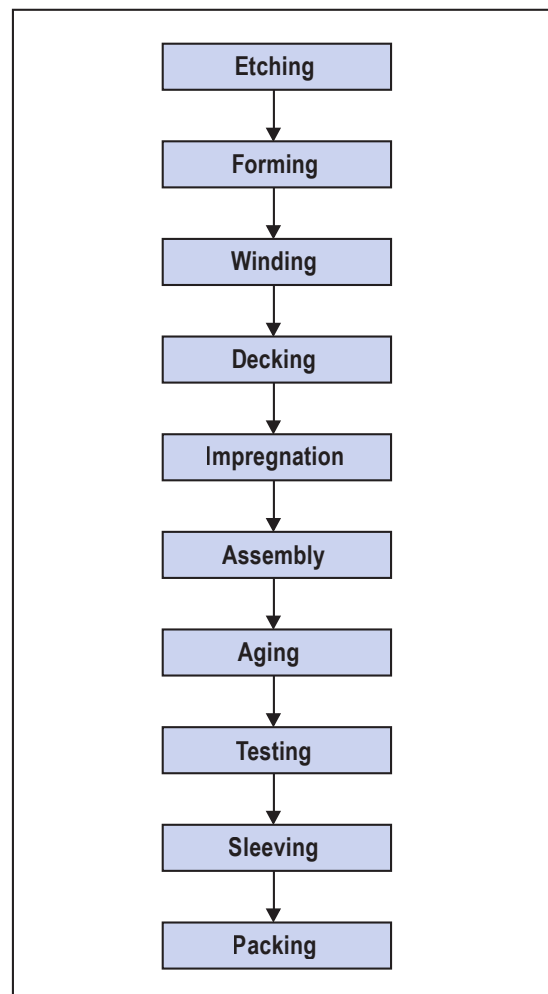 Etching
Forming
Winding
Decking
Impregnation
Assembly
Aging
Testing
Sleeving
Packing